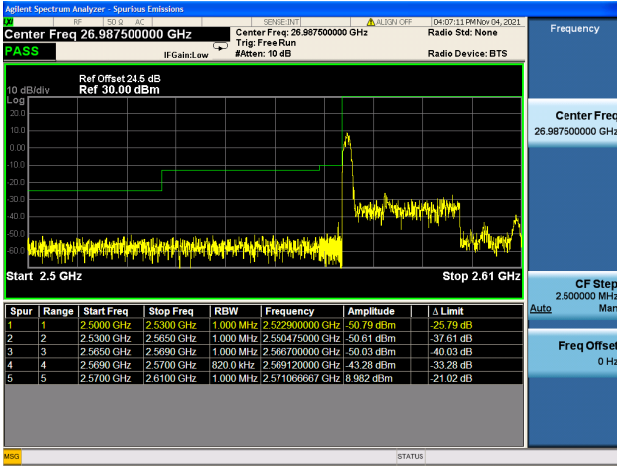 Agilent Spectrum Analyzer - Spurious Emissions
RF 50 Ω AC SENSE:INT ALIGN OFF 04:07:11 PM Nov 04, 2021
Center Freq 26.987500000 GHz Center Freq: 26.987500000 GHz Radio Std: None
Trig: Free Run
PASS IFGain:Low #Atten: 10 dB Radio Device: BTS
Ref Offset 24.5 dB
10 dB/div Ref 30.00 dBm
Log
20.0
10.0
0.00
-10.0
-20.0
-30.0
-40.0
-50.0
-60.0
Start 2.5 GHz Stop 2.61 GHz
Spur Range Start Freq Stop Freq RBW Frequency Amplitude Δ Limit
1 1 2.5000 GHz 2.5300 GHz 1.000 MHz 2.522900000 GHz -50.79 dBm -25.79 dB
2 2 2.5300 GHz 2.5650 GHz 1.000 MHz 2.550475000 GHz -50.61 dBm -37.61 dB
3 3 2.5650 GHz 2.5690 GHz 1.000 MHz 2.566700000 GHz -50.03 dBm -40.03 dB
4 4 2.5690 GHz 2.5700 GHz 820.0 kHz 2.569120000 GHz -43.28 dBm -33.28 dB
5 5 2.5700 GHz 2.6100 GHz 1.000 MHz 2.571066667 GHz 8.982 dBm -21.02 dB
MSG STATUS
Frequency
Center Freq
26.987500000 GHz
CF Step
2.500000 MHz
Auto Man
Freq Offset
0 Hz